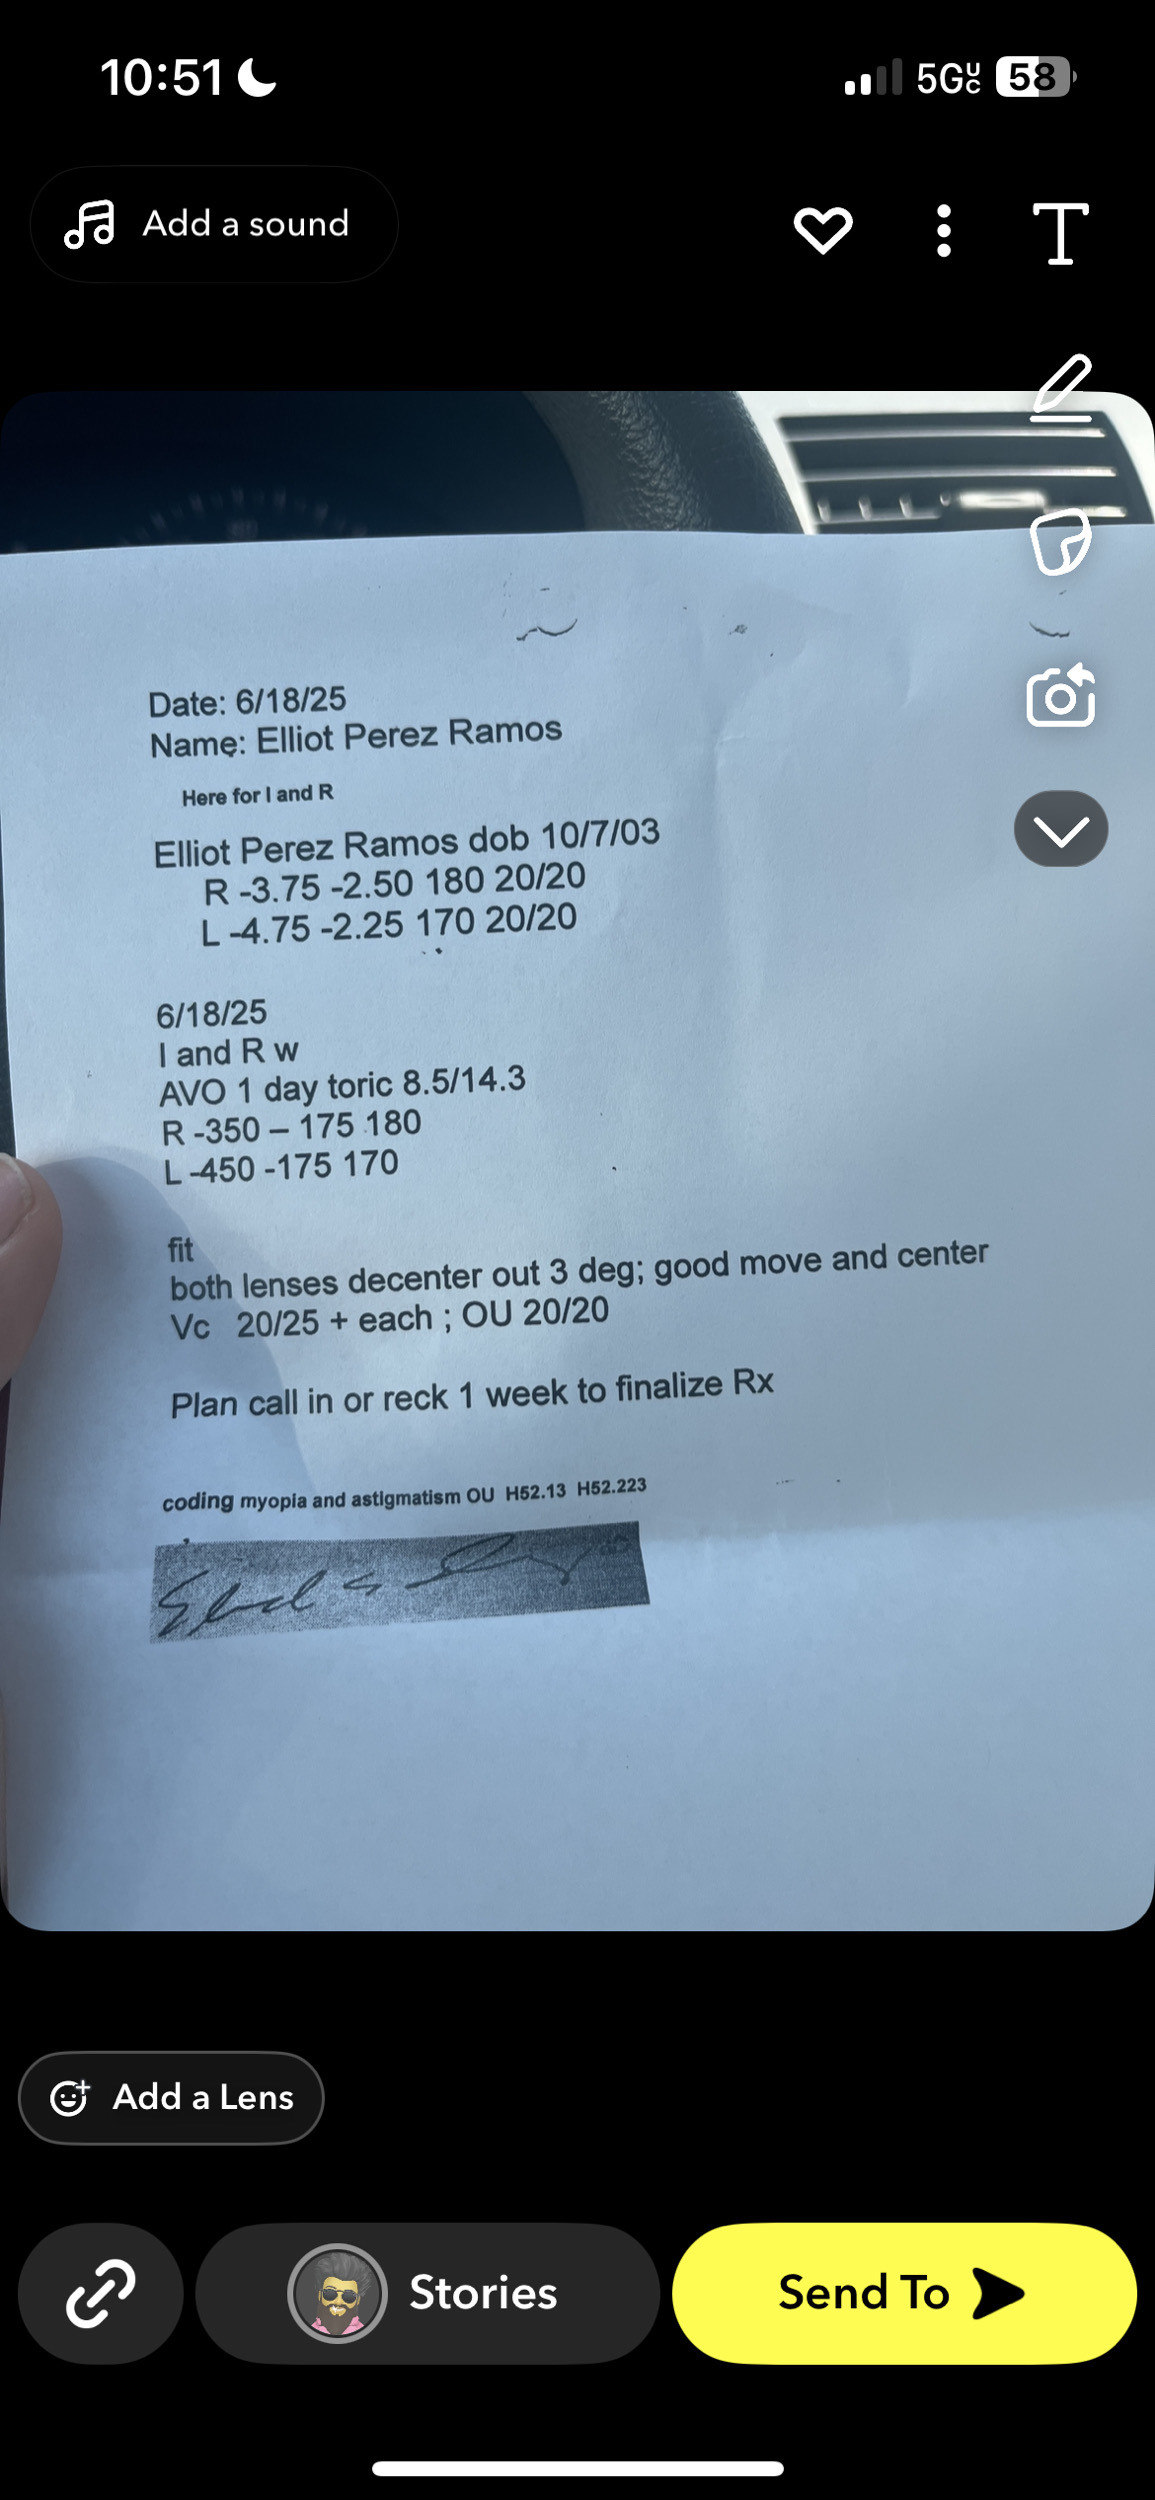 10:51
5GUC 58
Add a sound
T
Date: 6/18/25
Name: Elliot Perez Ramos
Here for I and R
Elliot Perez Ramos dob 10/7/03
R -3.75 -2.50 180 20/20
L -4.75 -2.25 170 20/20
6/18/25
I and R w
AVO 1 day toric 8.5/14.3
R -350 – 175 180
L -450 -175 170
fit
both lenses decenter out 3 deg; good move and center
Vc 20/25 + each ; OU 20/20
Plan call in or reck 1 week to finalize Rx
coding myopia and astigmatism OU H52.13 H52.223
Add a Lens
Stories
Send To